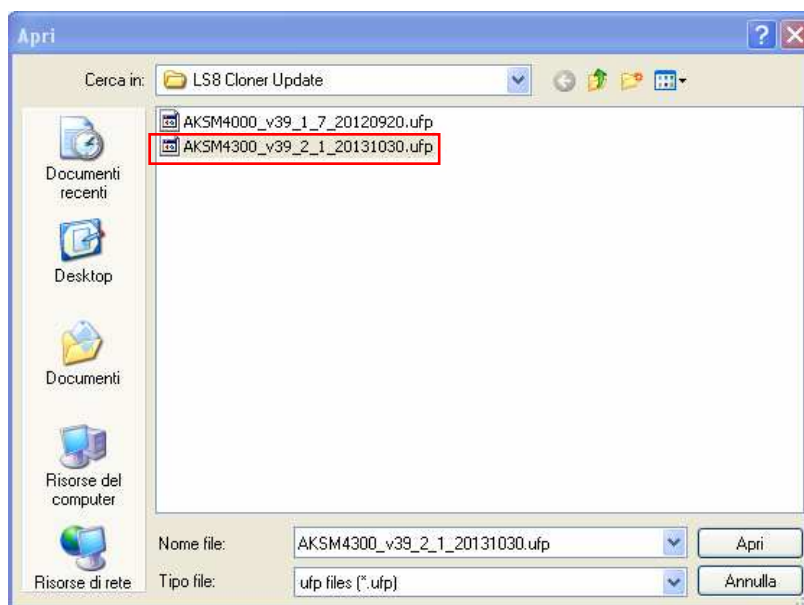 Apri
Cerca in:
LS8 Cloner Update
AKSM4000_v39_1_7_20120920.ufp
AKSM4300_v39_2_1_20131030.ufp
Documenti
recenti
Desktop
Documenti
Risorse del
computer
Risorse di rete
Nome file:
AKSM4300_v39_2_1_20131030.ufp
Apri
Tipo file:
ufp files (*.ufp)
Annulla